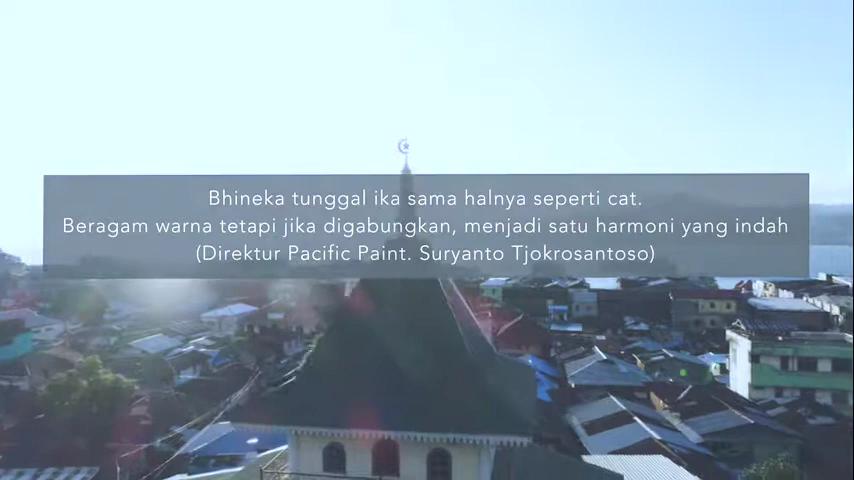 Bhineka tunggal ika sama halnya seperti cat.
Beragam warna tetapi jika digabungkan, menjadi satu harmoni yang indah
(Direktur Pacific Paint. Suryanto Tjokrosantoso)